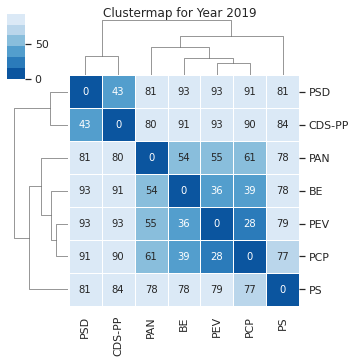 Clustermap for Year 2019
50
0
0 43 81 93 93 91 81 PSD
43 0 80 91 93 90 84 CDS-PP
81 80 0 54 55 61 78 PAN
93 91 54 0 36 39 78 BE
93 93 55 36 0 28 79 PEV
91 90 61 39 28 0 77 PCP
81 84 78 78 79 77 0 PS
PSD CDS-PP PAN BE PEV PCP PS